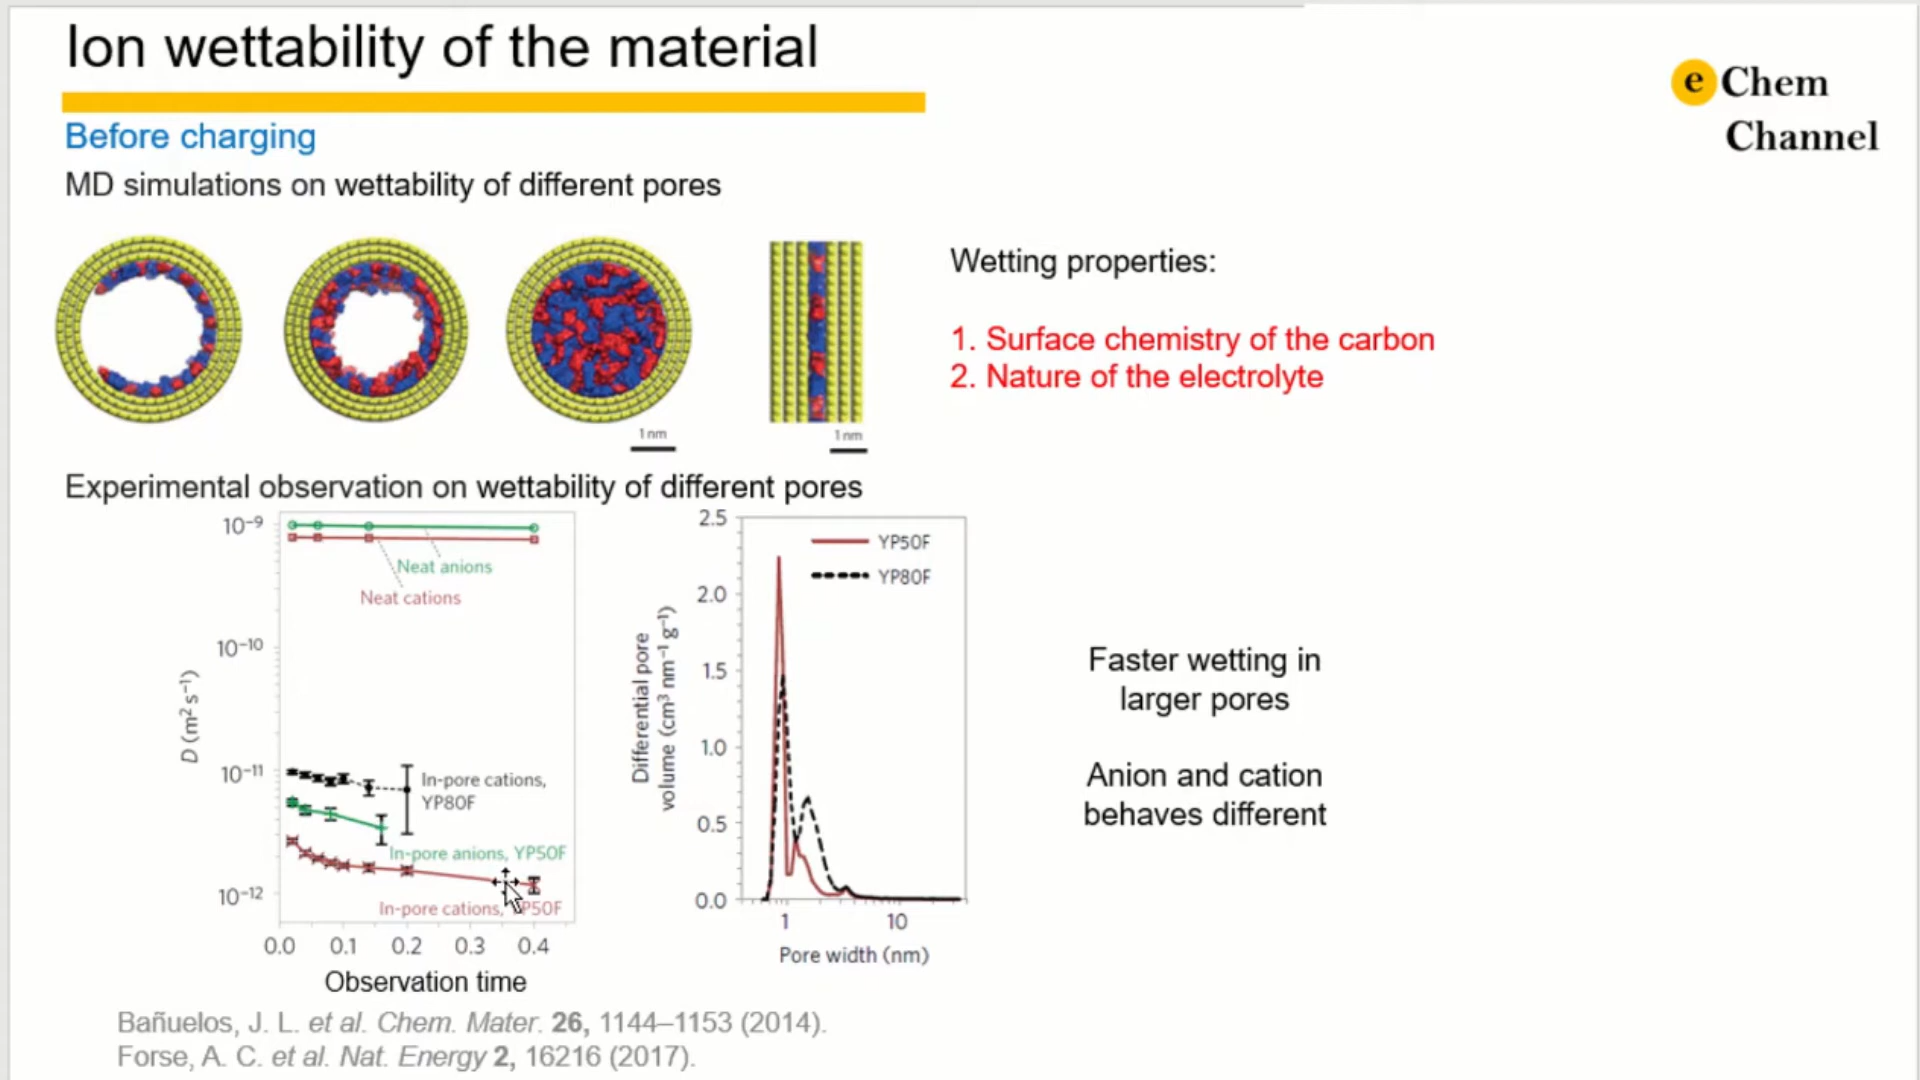 Ion wettability of the material
e Chem
Channel
Before charging
MD simulations on wettability of different pores
1 nm
1 nm
Wetting properties:
1. Surface chemistry of the carbon
2. Nature of the electrolyte
Experimental observation on wettability of different pores
10⁻⁹
10⁻¹⁰
10⁻¹¹
10⁻¹²
D (m² s⁻¹)
Neat anions
Neat cations
In-pore cations,
YP80F
In-pore anions, YP50F
In-pore cations, YP50F
0.0 0.1 0.2 0.3 0.4
Observation time
2.5
2.0
1.5
1.0
0.5
0.0
Differential pore
volume (cm³ nm⁻¹ g⁻¹)
YP50F
YP80F
1 10
Pore width (nm)
Faster wetting in
larger pores
Anion and cation
behaves different
Bañuelos, J. L. et al. Chem. Mater. 26, 1144–1153 (2014).
Forse, A. C. et al. Nat. Energy 2, 16216 (2017).